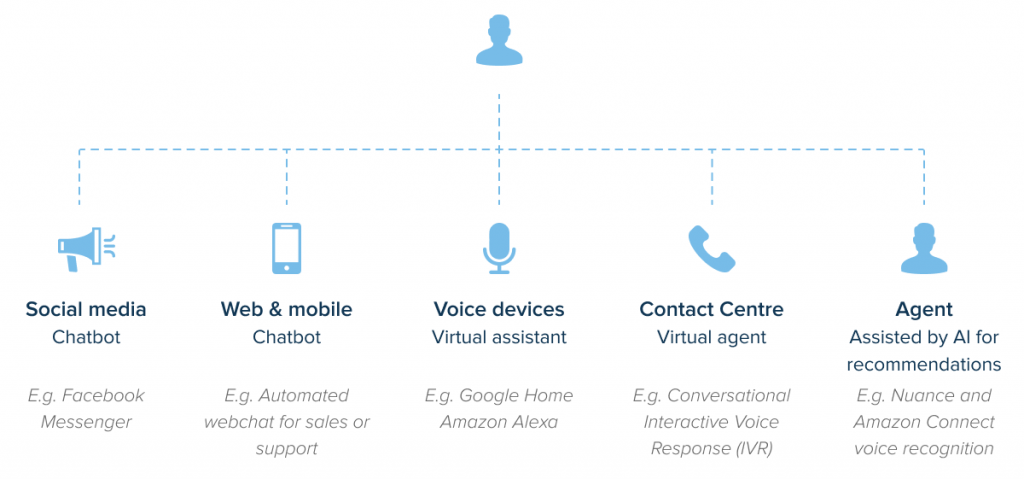 Social media
Chatbot
E.g. Facebook
Messenger
Web & mobile
Chatbot
E.g. Automated
webchat for sales or
support
Voice devices
Virtual assistant
E.g. Google Home
Amazon Alexa
Contact Centre
Virtual agent
E.g. Conversational
Interactive Voice
Response (IVR)
Agent
Assisted by AI for
recommendations
E.g. Nuance and
Amazon Connect
voice recognition